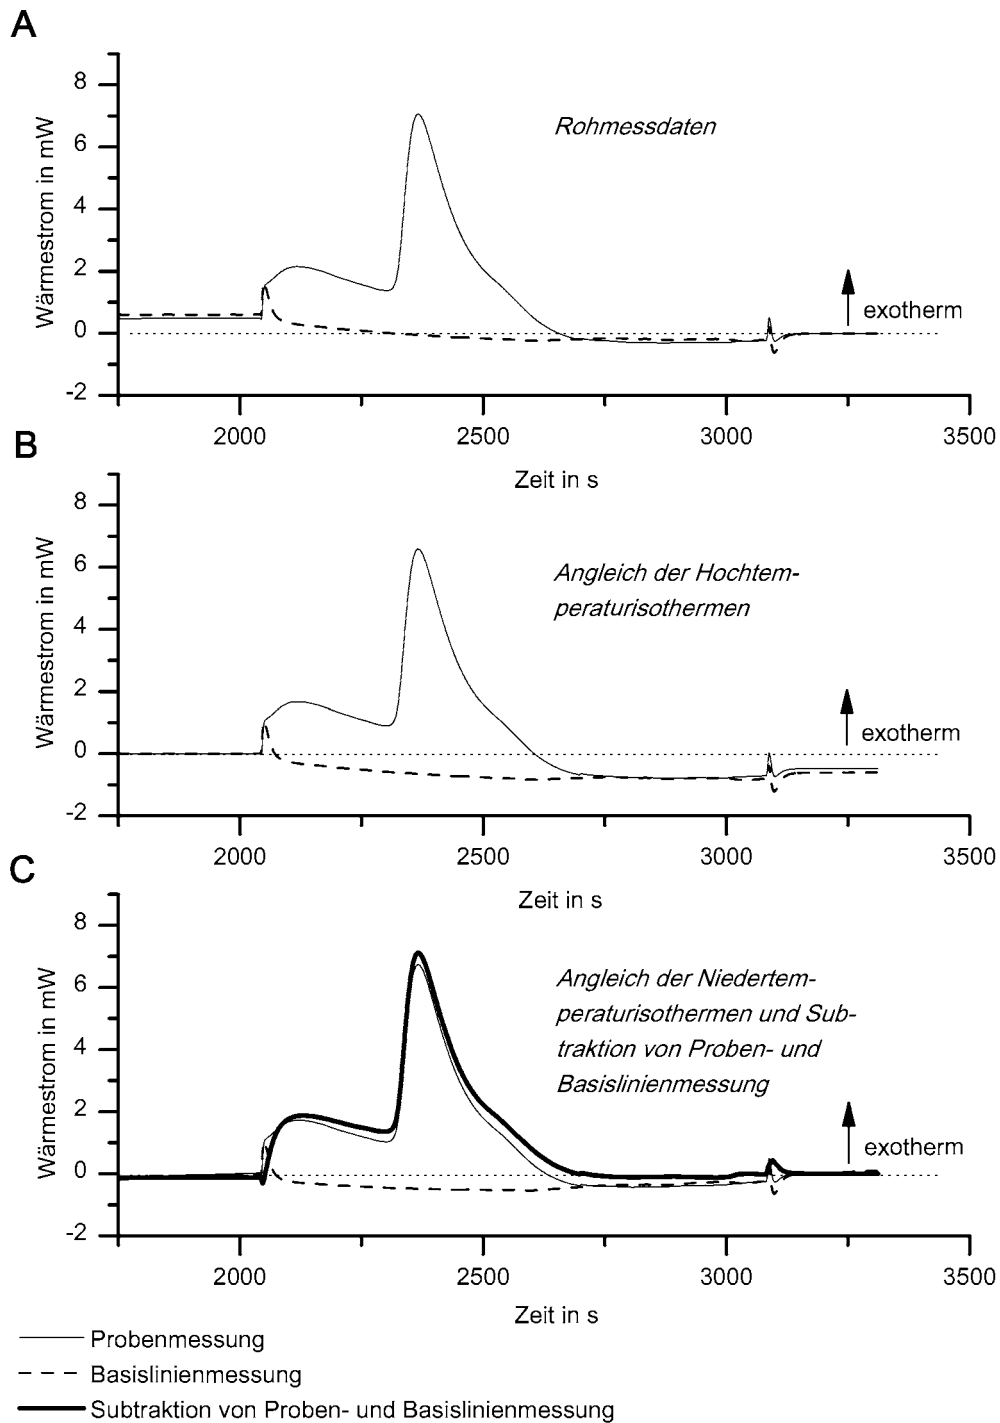 A
Wärmestrom in mW
8
6
4
2
0
-2
Rohmessdaten
exotherm
2000
2500
3000
3500
Zeit in s
B
Wärmestrom in mW
8
6
4
2
0
-2
Angleich der Hochtem-
peraturisothermen
exotherm
2000
2500
3000
3500
Zeit in s
C
Wärmestrom in mW
8
6
4
2
0
-2
Angleich der Niedertem-
peraturisothermen und Sub-
traktion von Proben- und
Basislinienmessung
exotherm
2000
2500
3000
3500
Zeit in s
Probenmessung
Basislinienmessung
Subtraktion von Proben- und Basislinienmessung